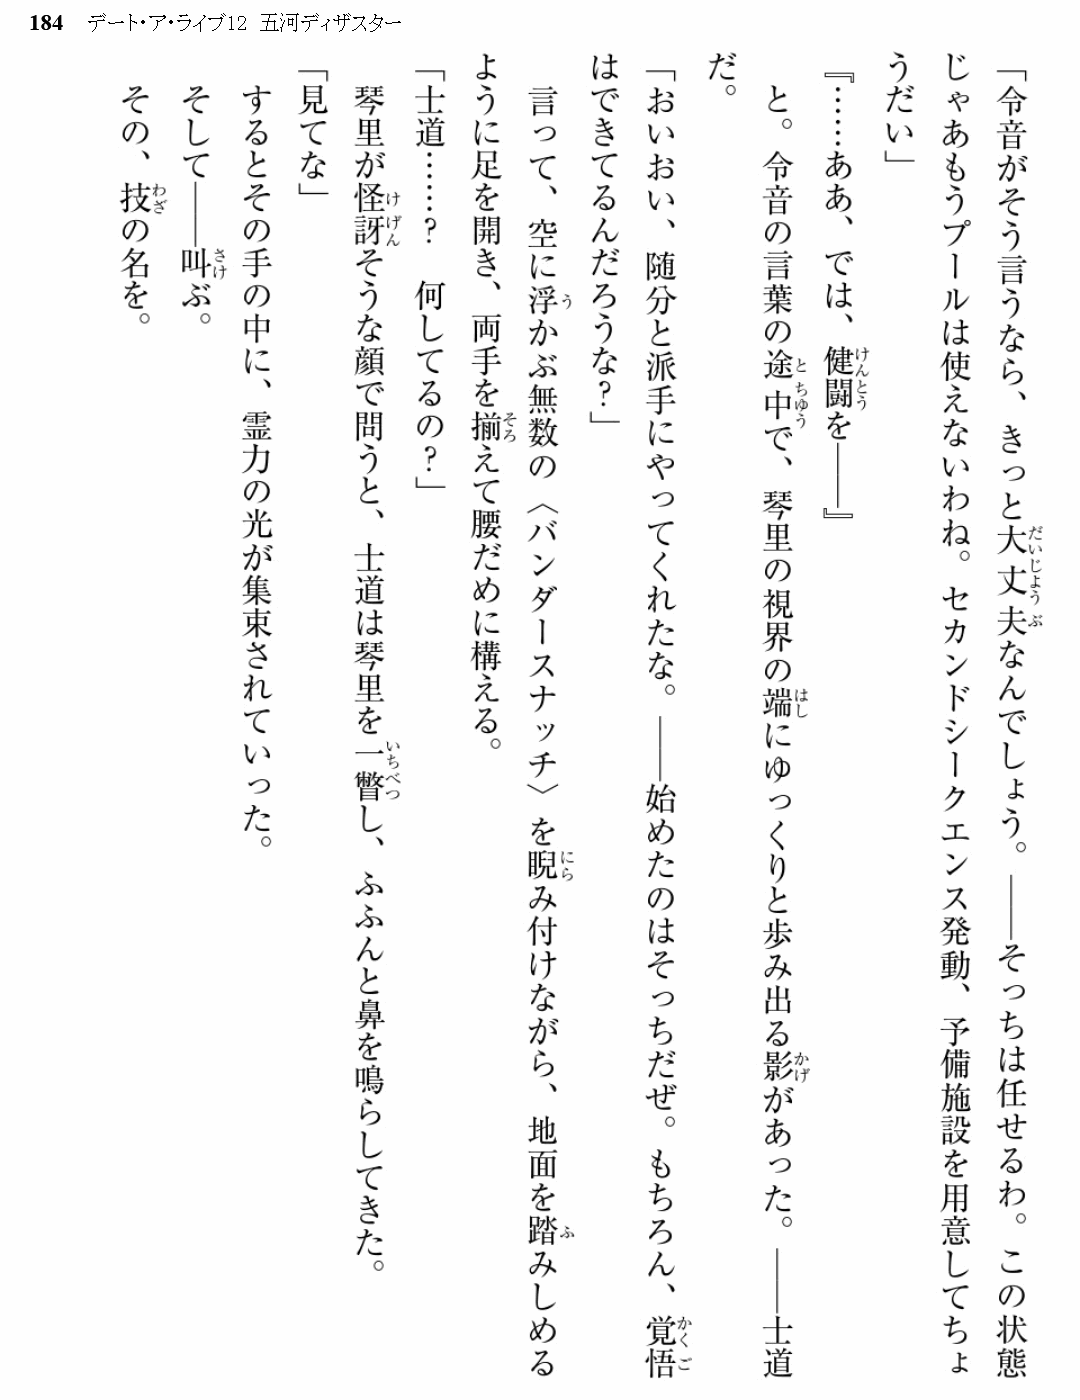 184 デート・ア・ライブ12 五河ディザスター
「令音がそう言うなら、きっと大丈夫なんでしょう。――そっちは任せるわ。この状態
じゃあもうプールは使えないわね。セカンドシークエンス発動、予備施設を用意してちょ
うだい」
『……ああ、では、健闘を――』
と。令音の言葉の途中で、琴里の視界の端にゆっくりと歩み出る影があった。――士道
だ。
「おいおい、随分と派手にやってくれたな。――始めたのはそっちだぜ。もちろん、覚悟
はできてるんだろうな?」
言って、空に浮かぶ無数の〈バンダースナッチ〉を睨み付けながら、地面を踏みしめる
ように足を開き、両手を揃えて腰だめに構える。
「士道……? 何してるの?」
琴里が怪訝そうな顔で問うと、士道は琴里を一瞥し、ふふんと鼻を鳴らしてきた。
「見てな」
するとその手の中に、霊力の光が集束されていった。
そして――叫ぶ。
その、技の名を。